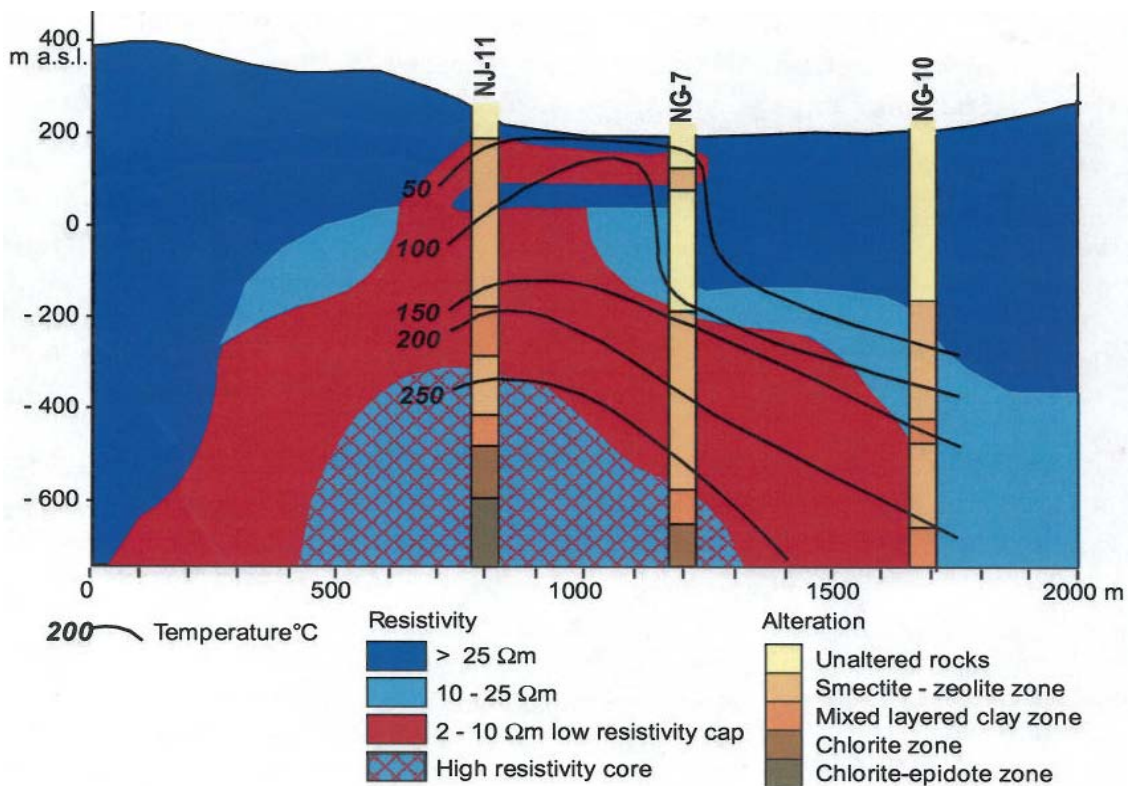 400
m a.s.l.
200
0
- 200
- 400
- 600
NJ-11
NG-7
NG-10
50
100
150
200
250
0
500
1000
1500
2000 m
200 Temperature°C
Resistivity
> 25 Ωm
10 - 25 Ωm
2 - 10 Ωm low resistivity cap
High resistivity core
Alteration
Unaltered rocks
Smectite - zeolite zone
Mixed layered clay zone
Chlorite zone
Chlorite-epidote zone